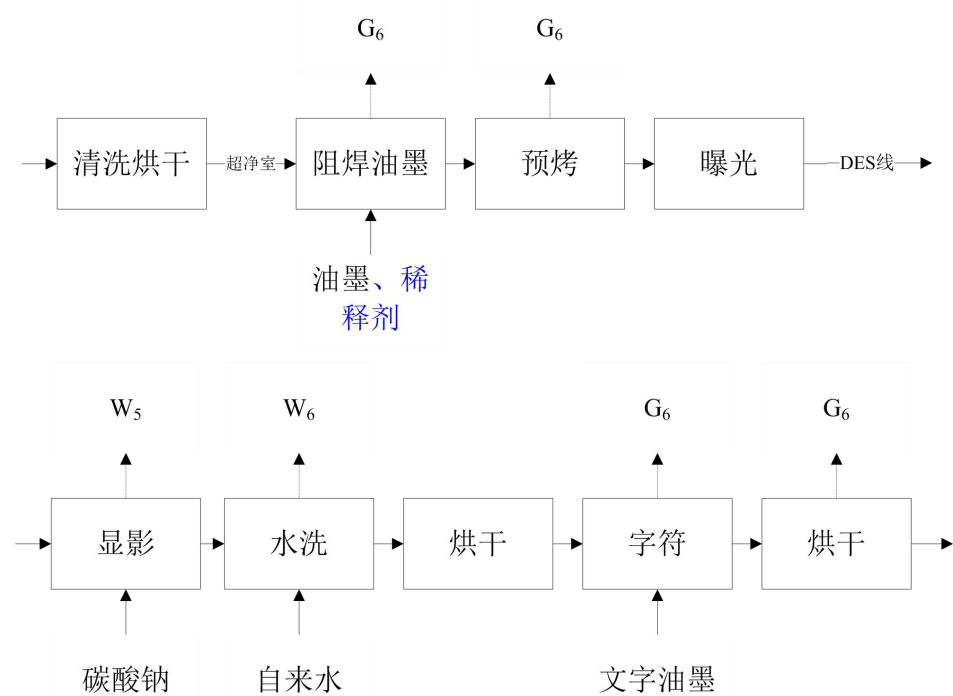 G₆
G₆
清洗烘干
超净室
阻焊油墨
预烤
曝光
DES线
油墨、稀
释剂
W₅
W₆
G₆
G₆
显影
水洗
烘干
字符
烘干
碳酸钠
自来水
文字油墨